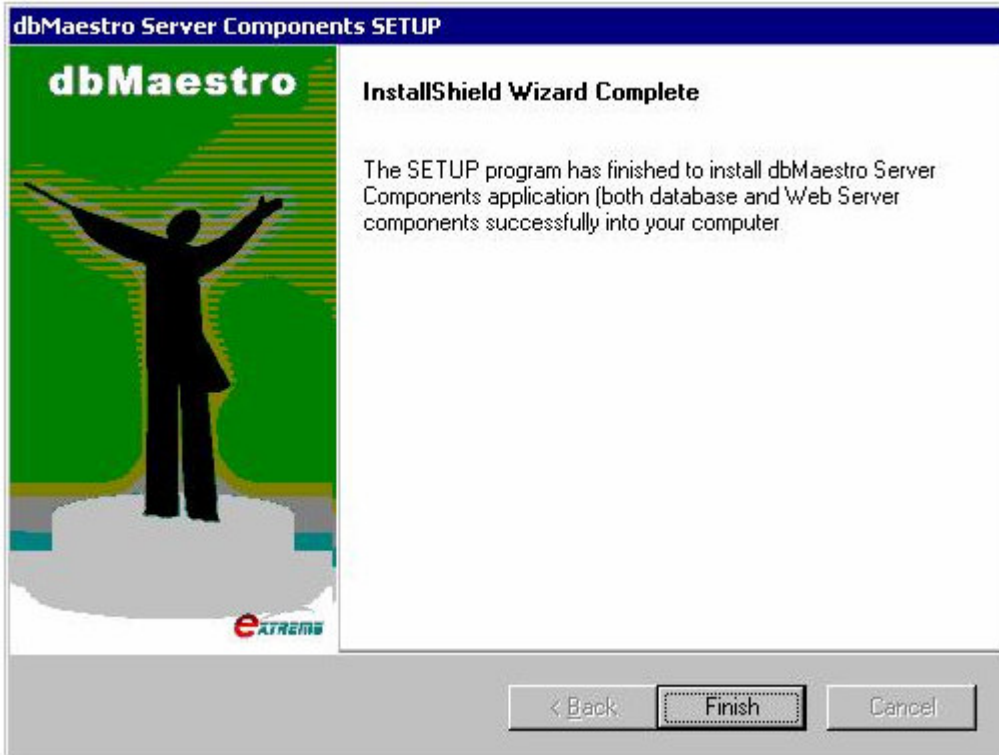 dbMaestro Server Components SETUP
dbMaestro
InstallShield Wizard Complete
The SETUP program has finished to install dbMaestro Server
Components application (both database and Web Server
components successfully into your computer
eXTREME
< Back
Finish
Cancel